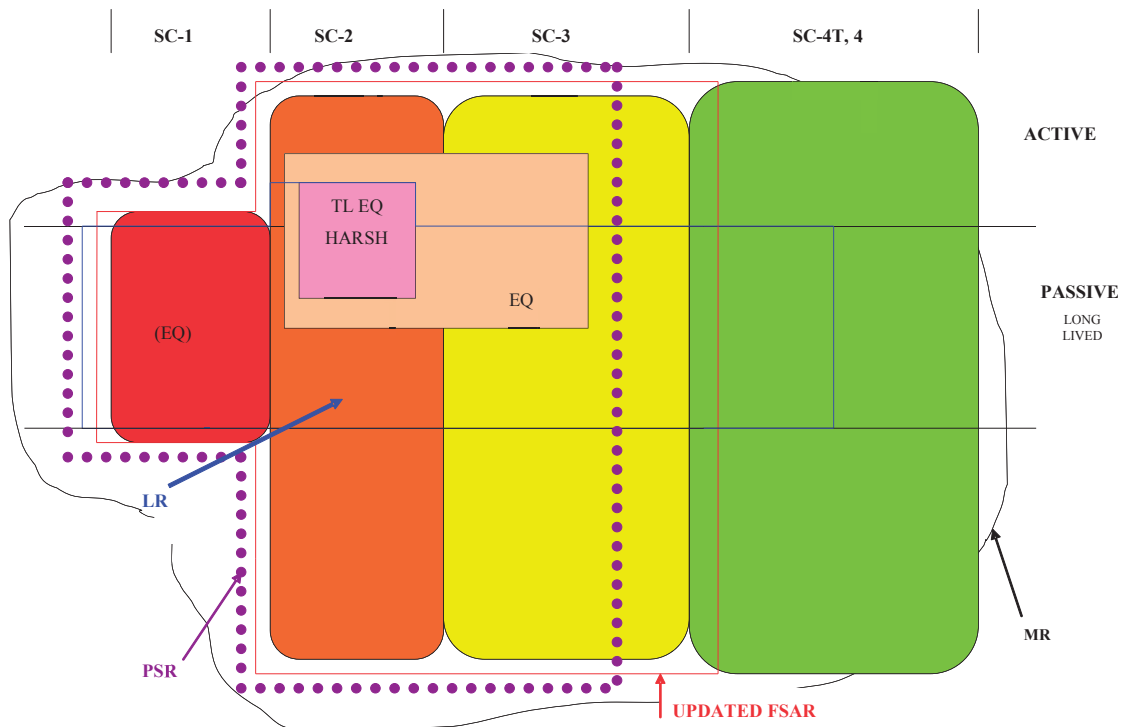 SC-1
SC-2
SC-3
SC-4T, 4
ACTIVE
TL EQ
HARSH
PASSIVE
LONG
LIVED
EQ
(EQ)
LR
MR
PSR
UPDATED FSAR